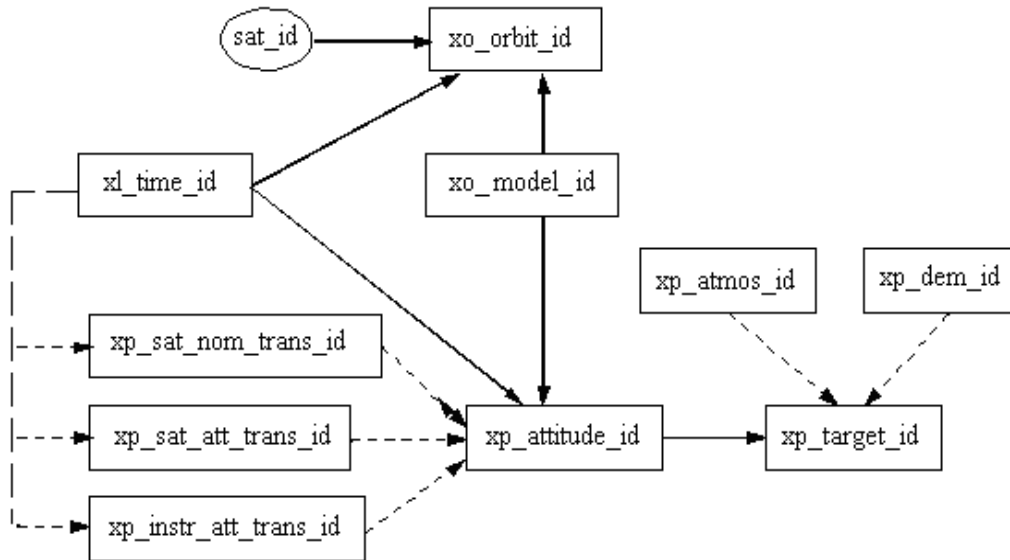 sat_id
xo_orbit_id
xl_time_id
xo_model_id
xp_atmos_id
xp_dem_id
xp_sat_nom_trans_id
xp_sat_att_trans_id
xp_attitude_id
xp_target_id
xp_instr_att_trans_id